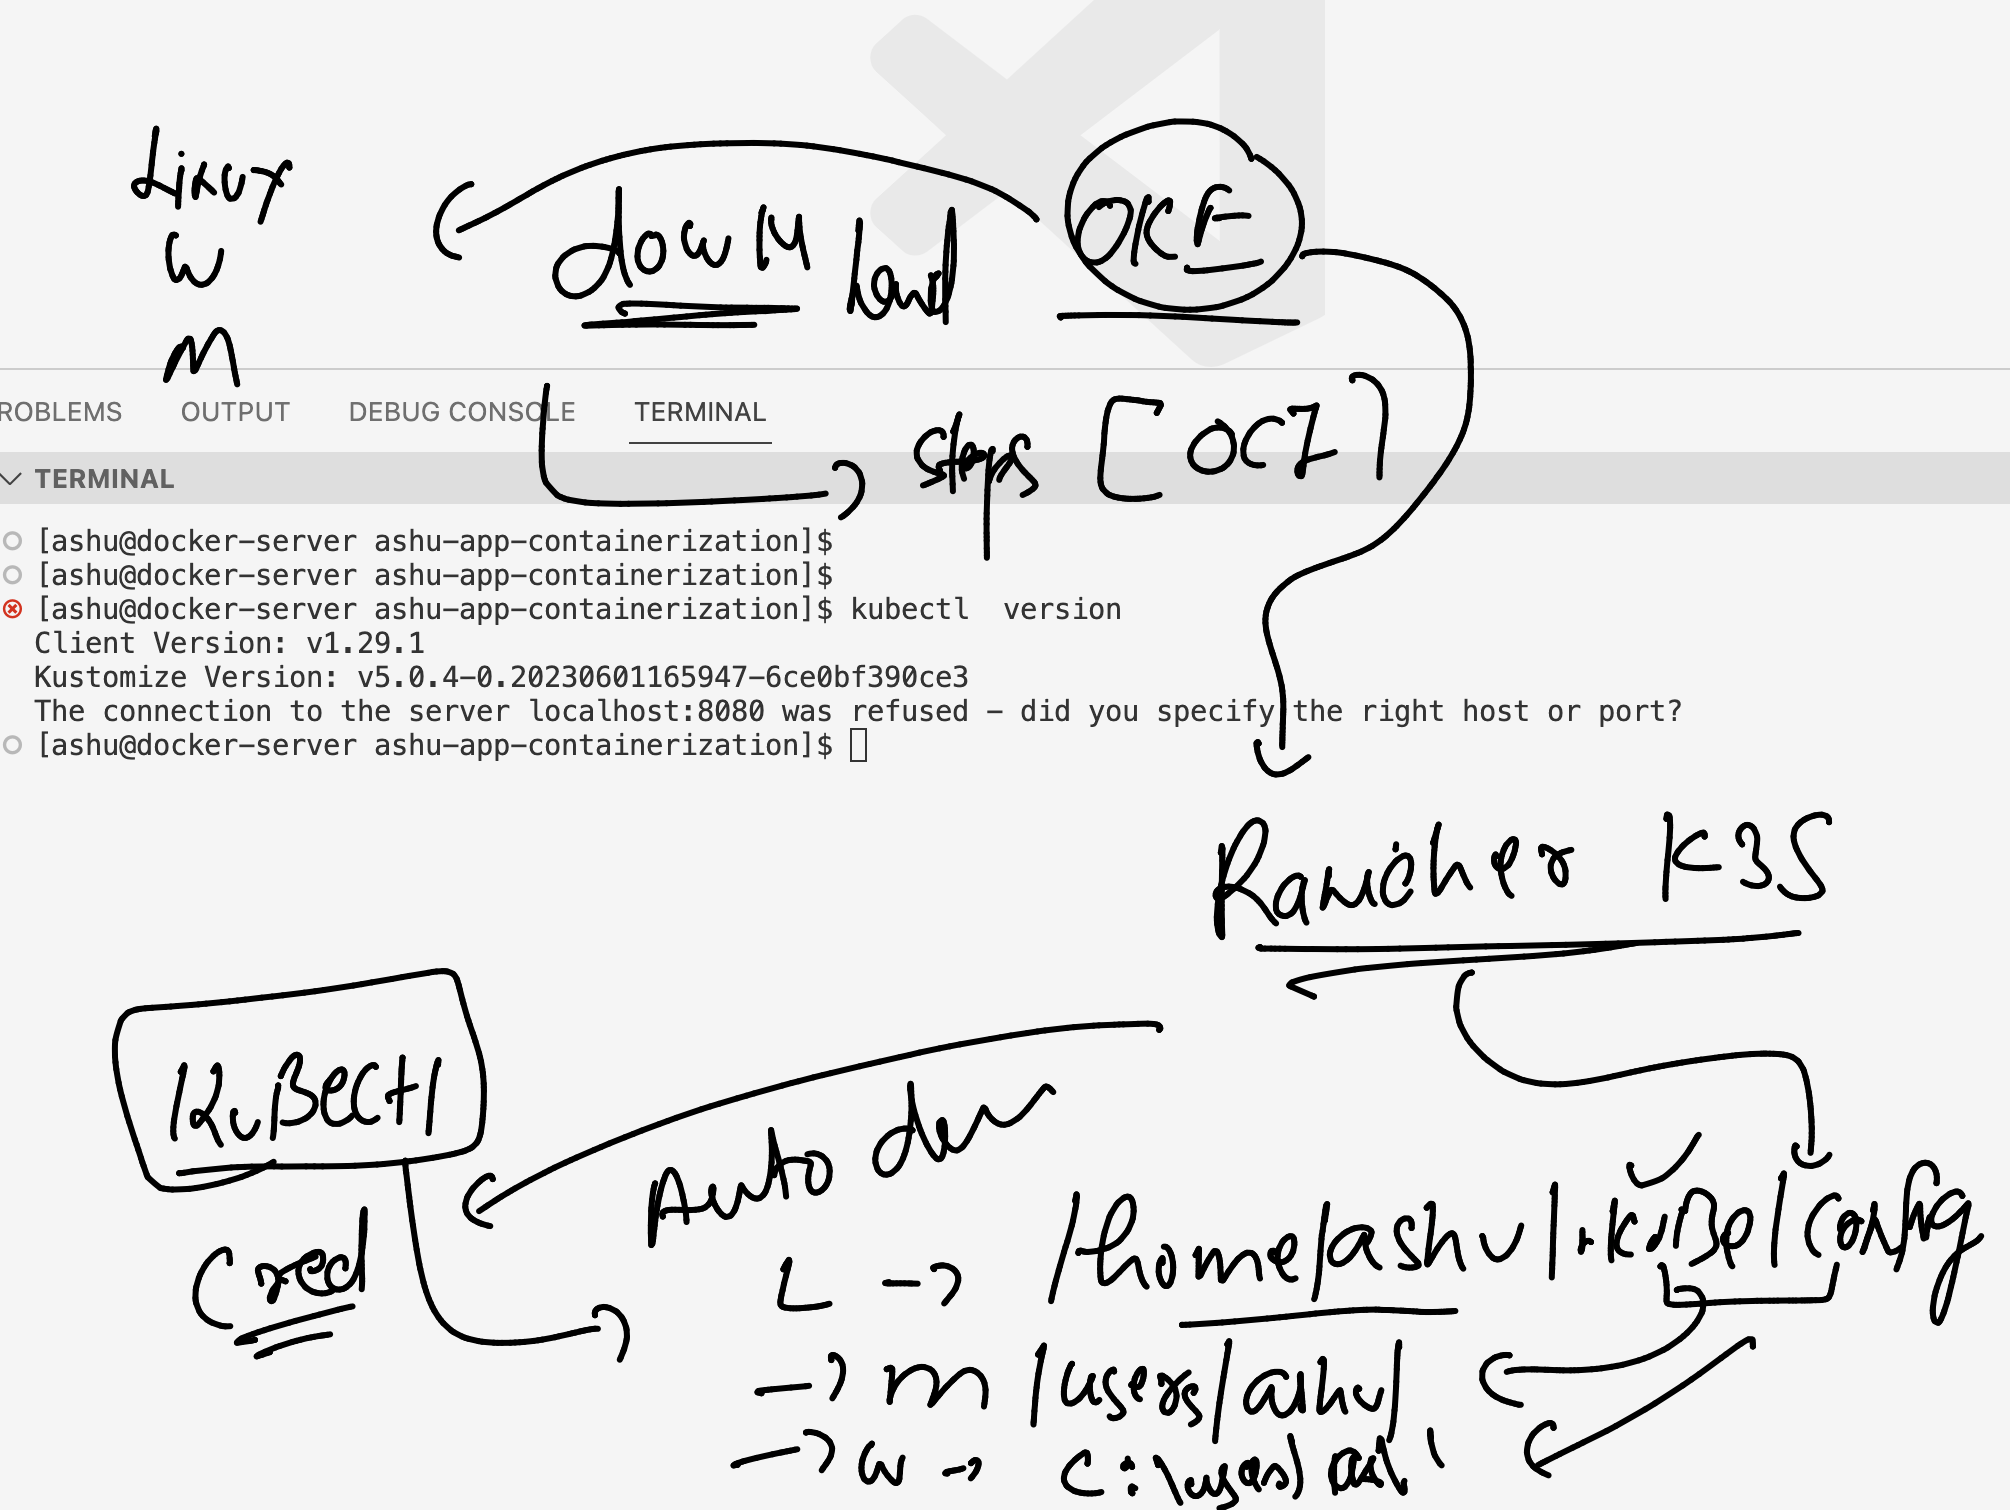 Linux
W
M
down load
OKE
steps [OCI]
ROBLEMS OUTPUT DEBUG CONSOLE TERMINAL
TERMINAL
[ashu@docker-server ashu-app-containerization]$
[ashu@docker-server ashu-app-containerization]$
[ashu@docker-server ashu-app-containerization]$ kubectl  version
Client Version: v1.29.1
Kustomize Version: v5.0.4-0.20230601165947-6ce0bf390ce3
The connection to the server localhost:8080 was refused - did you specify the right host or port?
[ashu@docker-server ashu-app-containerization]$
Rancher K3S
KuBectl
Cred
Auto
L -> /home/ashu/.kuBe/config
-> m /users/ashu/
-> w -> C:\users\